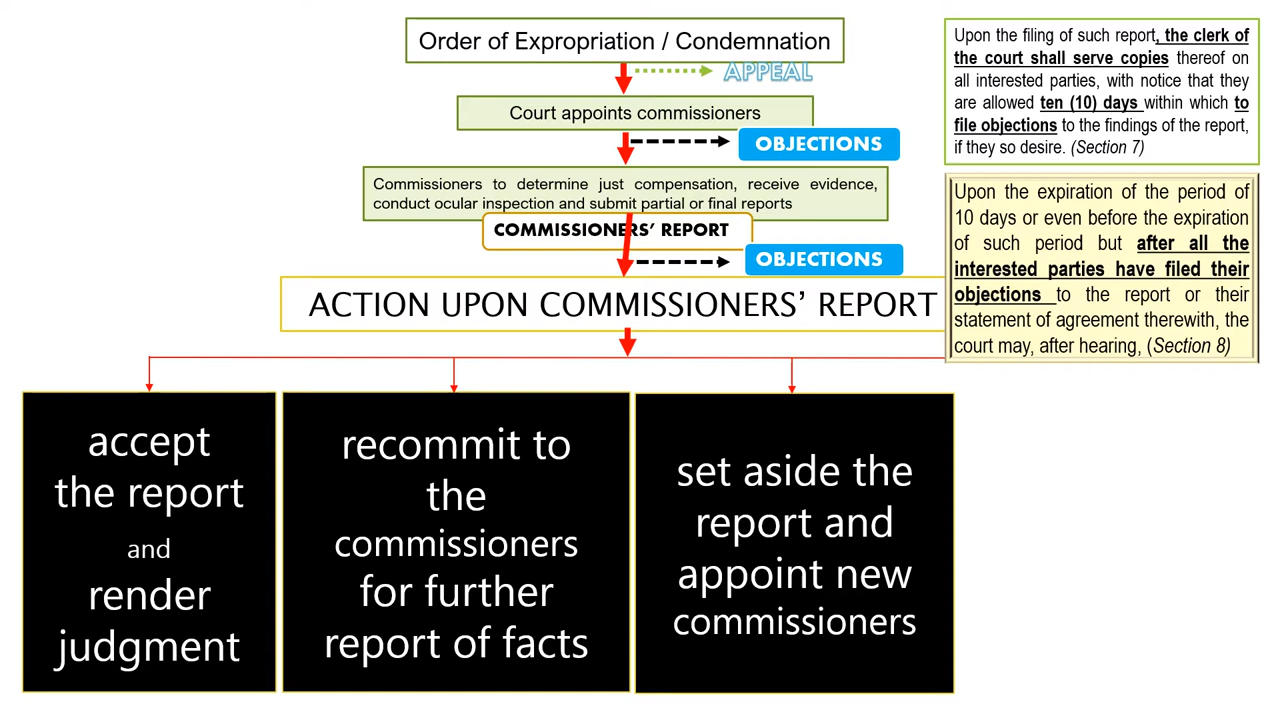 Order of Expropriation / Condemnation
APPEAL
Court appoints commissioners
OBJECTIONS
Commissioners to determine just compensation, receive evidence,
conduct ocular inspection and submit partial or final reports
COMMISSIONERS' REPORT
OBJECTIONS
ACTION UPON COMMISSIONERS' REPORT
accept
the report
and
render
judgment
recommit to
the
commissioners
for further
report of facts
set aside the
report and
appoint new
commissioners
Upon the filing of such report, the clerk of
the court shall serve copies thereof on
all interested parties, with notice that they
are allowed ten (10) days within which to
file objections to the findings of the report,
if they so desire. (Section 7)
Upon the expiration of the period of
10 days or even before the expiration
of such period but after all the
interested parties have filed their
objections to the report or their
statement of agreement therewith, the
court may, after hearing, (Section 8)